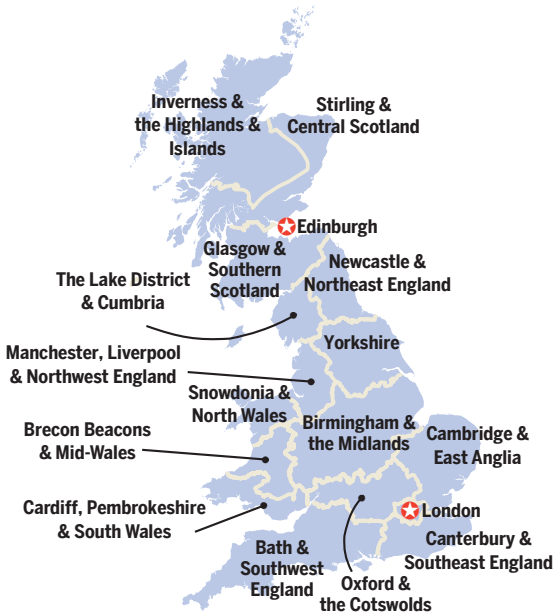 Inverness &
the Highlands &
Islands
Stirling &
Central Scotland
Edinburgh
Glasgow &
Southern
Scotland
Newcastle &
Northeast England
The Lake District
& Cumbria
Yorkshire
Manchester, Liverpool
& Northwest England
Snowdonia &
North Wales
Birmingham &
the Midlands
Cambridge &
East Anglia
Brecon Beacons
& Mid-Wales
Cardiff, Pembrokeshire
& South Wales
London
Canterbury &
Southeast England
Bath &
Southwest
England
Oxford &
the Cotswolds